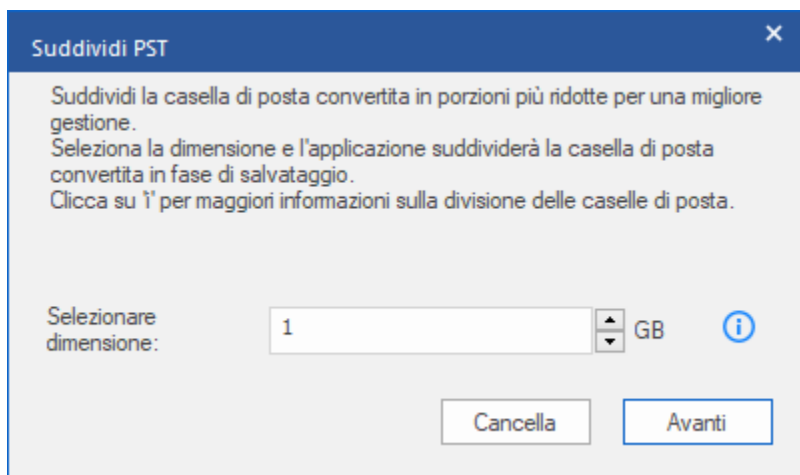 Suddividi PST
Suddividi la casella di posta convertita in porzioni più ridotte per una migliore
gestione.
Seleziona la dimensione e l'applicazione suddividerà la casella di posta
convertita in fase di salvataggio.
Clicca su 'i' per maggiori informazioni sulla divisione delle caselle di posta.
Selezionare
dimensione:
1
GB
Cancella
Avanti